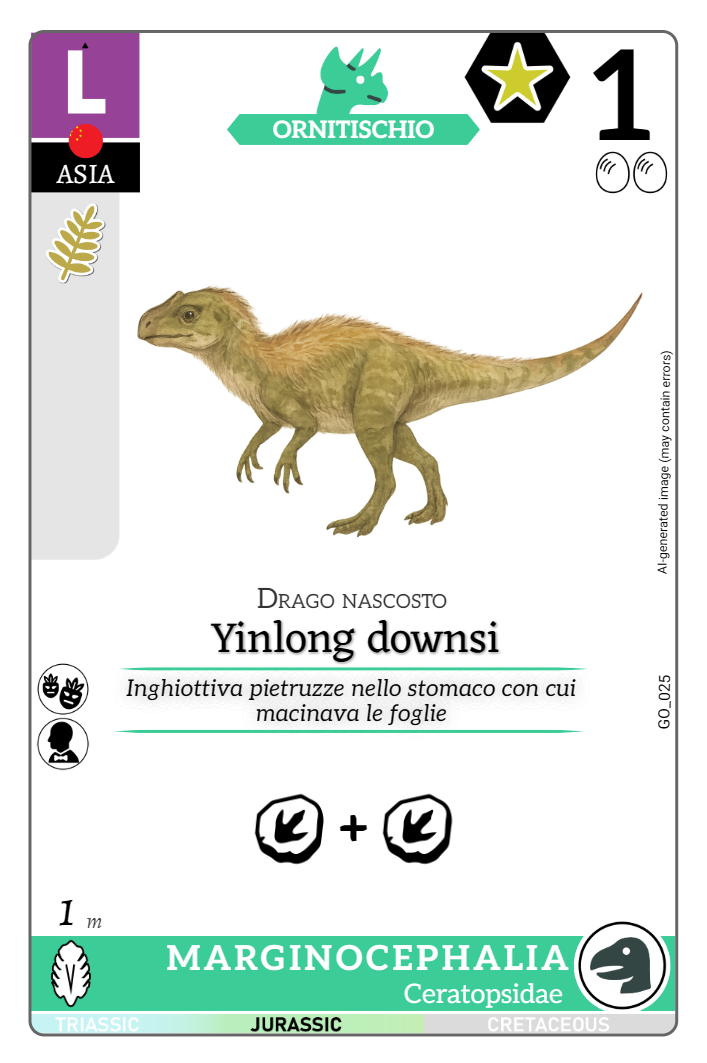 L
ORNITISCHIO
1
ASIA
AI-generated image (may contain errors)
Drago nascosto
Yinlong downsi
Inghiottiva pietruzze nello stomaco con cui
macinava le foglie
GO_025
+
1 m
MARGINOCEPHALIA
Ceratopsidae
TRIASSIC JURASSIC CRETACEOUS